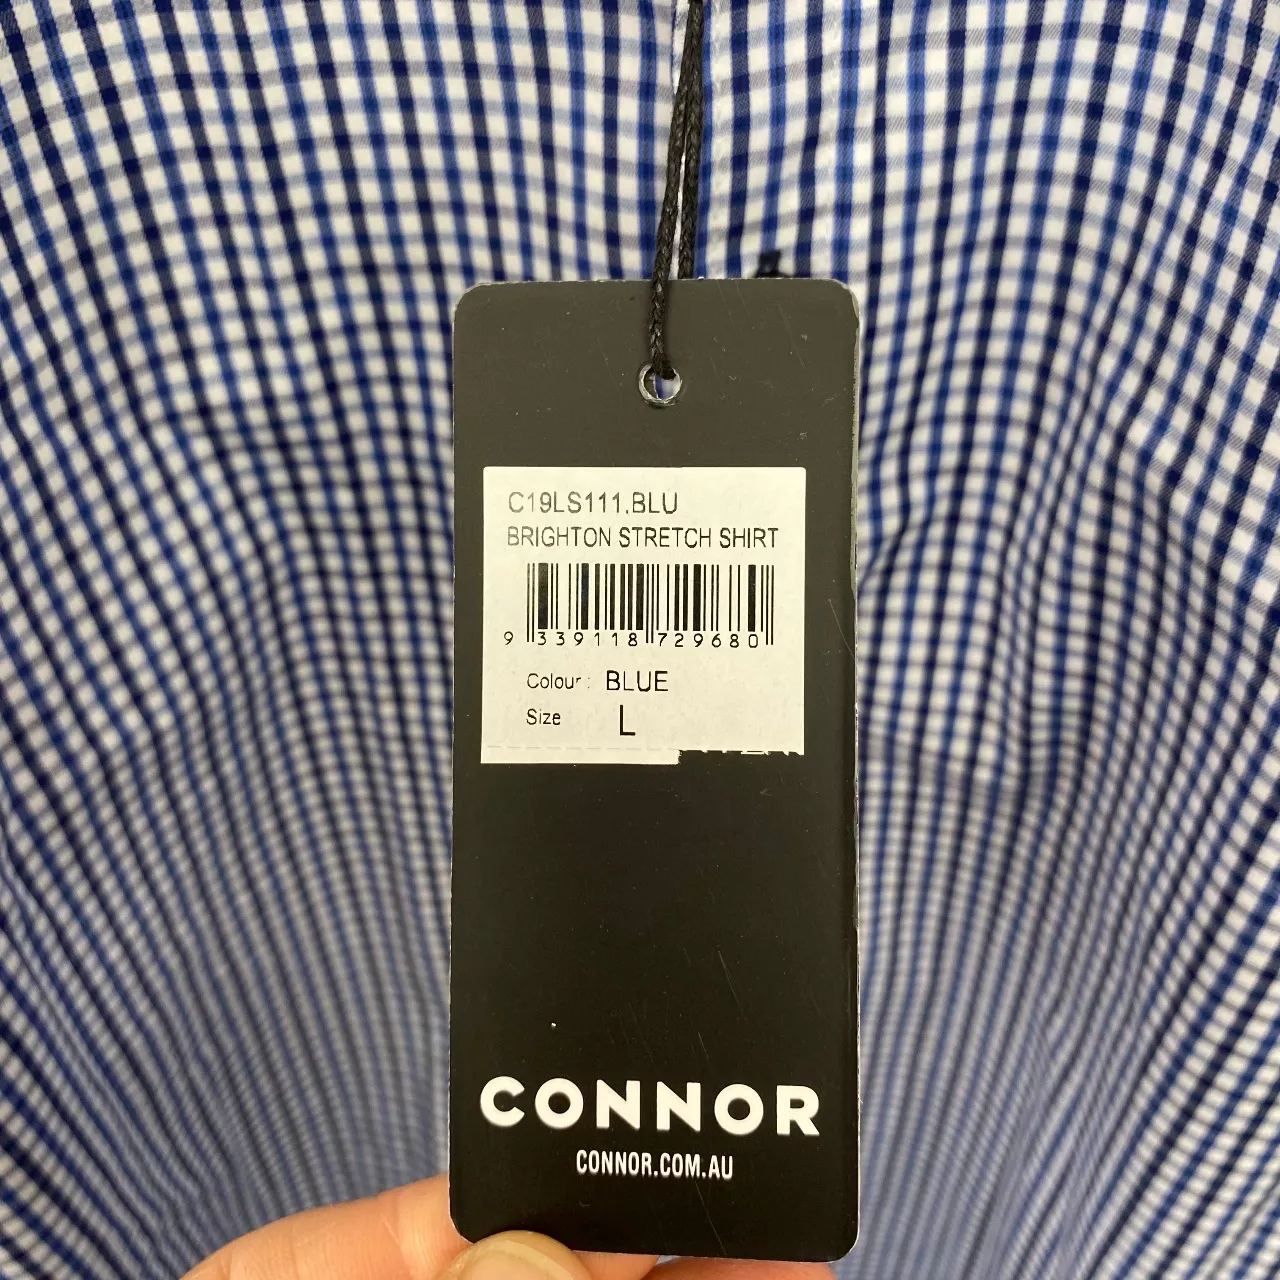 C19LS111.BLU
BRIGHTON STRETCH SHIRT
9 339118 729680
Colour: BLUE
Size L
CONNOR
CONNOR.COM.AU